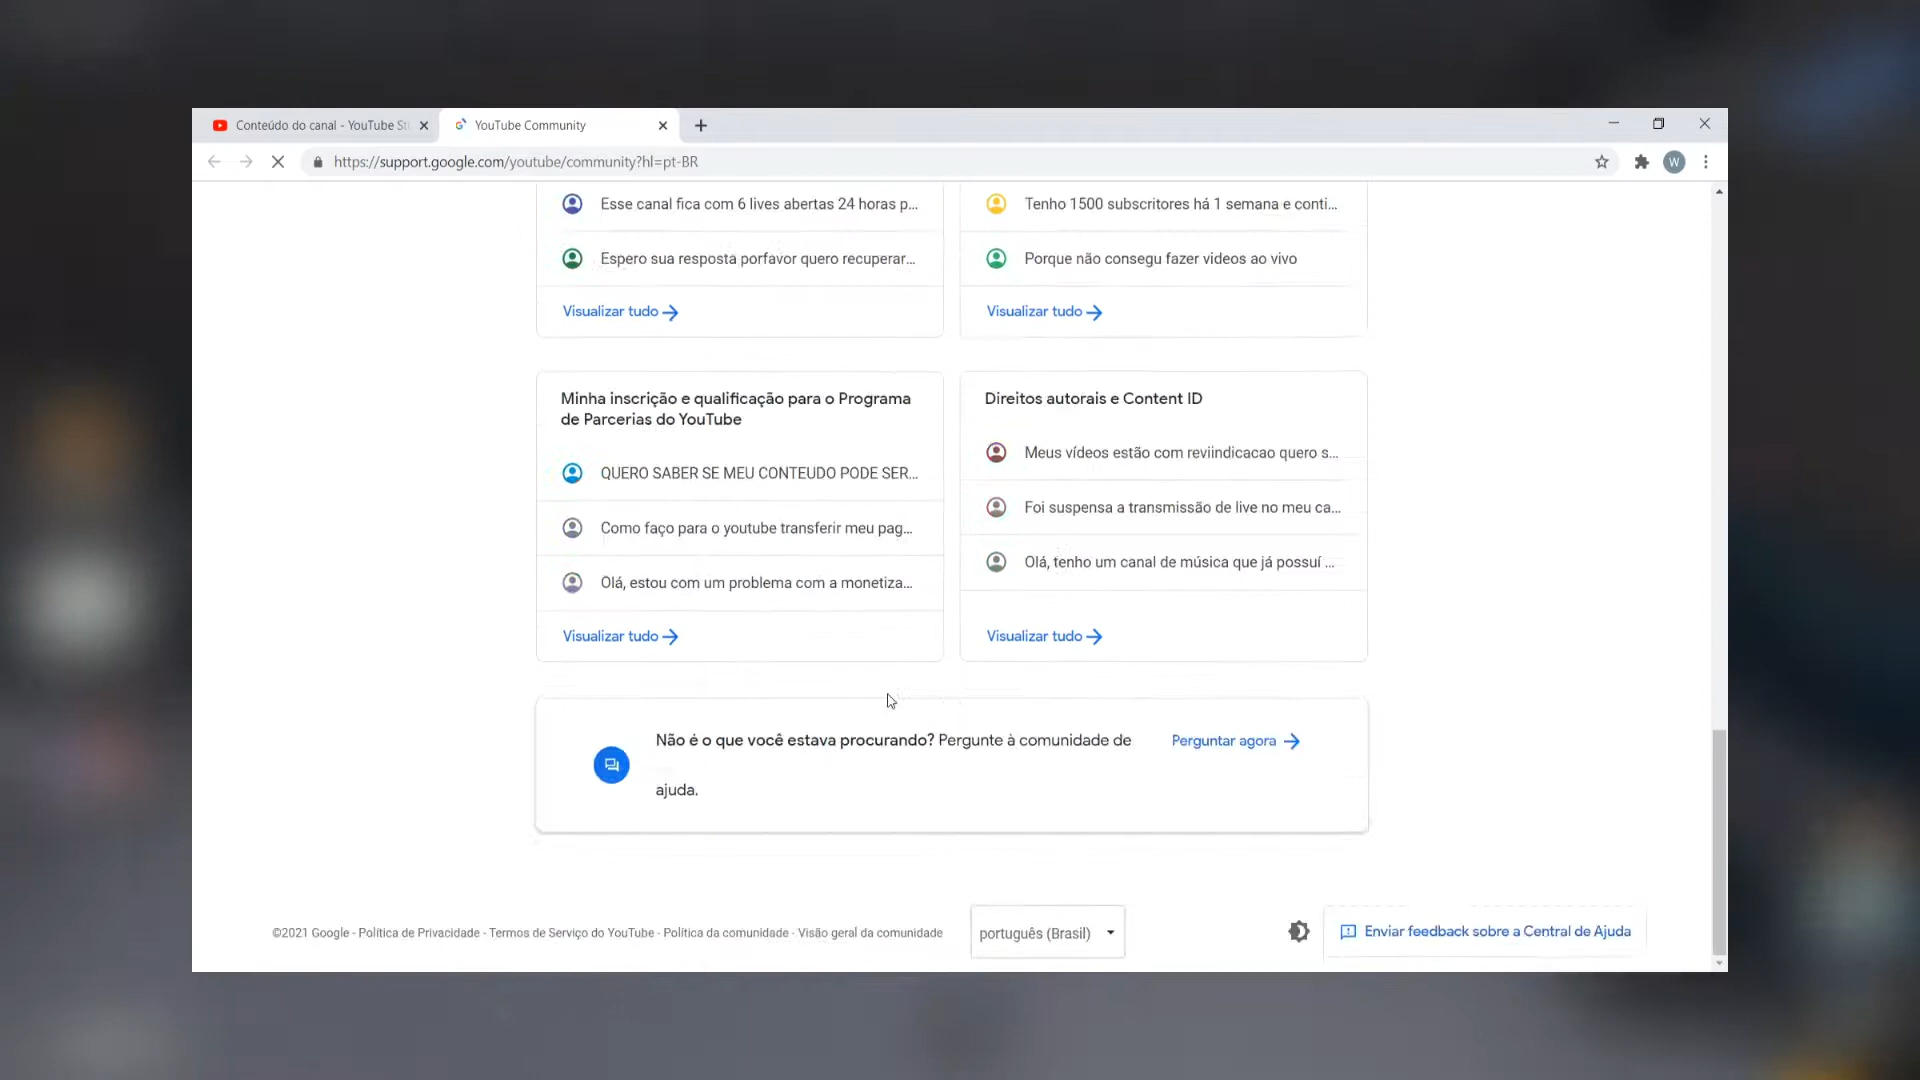 Conteúdo do canal - YouTube St
YouTube Community
https://support.google.com/youtube/community?hl=pt-BR
W
Esse canal fica com 6 lives abertas 24 horas p...
Espero sua resposta porfavor quero recuperar...
Visualizar tudo
Tenho 1500 subscritores há 1 semana e conti...
Porque não consegu fazer videos ao vivo
Visualizar tudo
Minha inscrição e qualificação para o Programa
de Parcerias do YouTube
QUERO SABER SE MEU CONTEUDO PODE SER...
Como faço para o youtube transferir meu pag...
Olá, estou com um problema com a monetiza...
Visualizar tudo
Direitos autorais e Content ID
Meus vídeos estão com reviindicacao quero s...
Foi suspensa a transmissão de live no meu ca...
Olá, tenho um canal de música que já possuí ...
Visualizar tudo
Não é o que você estava procurando? Pergunte à comunidade de
ajuda.
Perguntar agora
©2021 Google - Política de Privacidade - Termos de Serviço do YouTube - Política da comunidade - Visão geral da comunidade
português (Brasil)
Enviar feedback sobre a Central de Ajuda